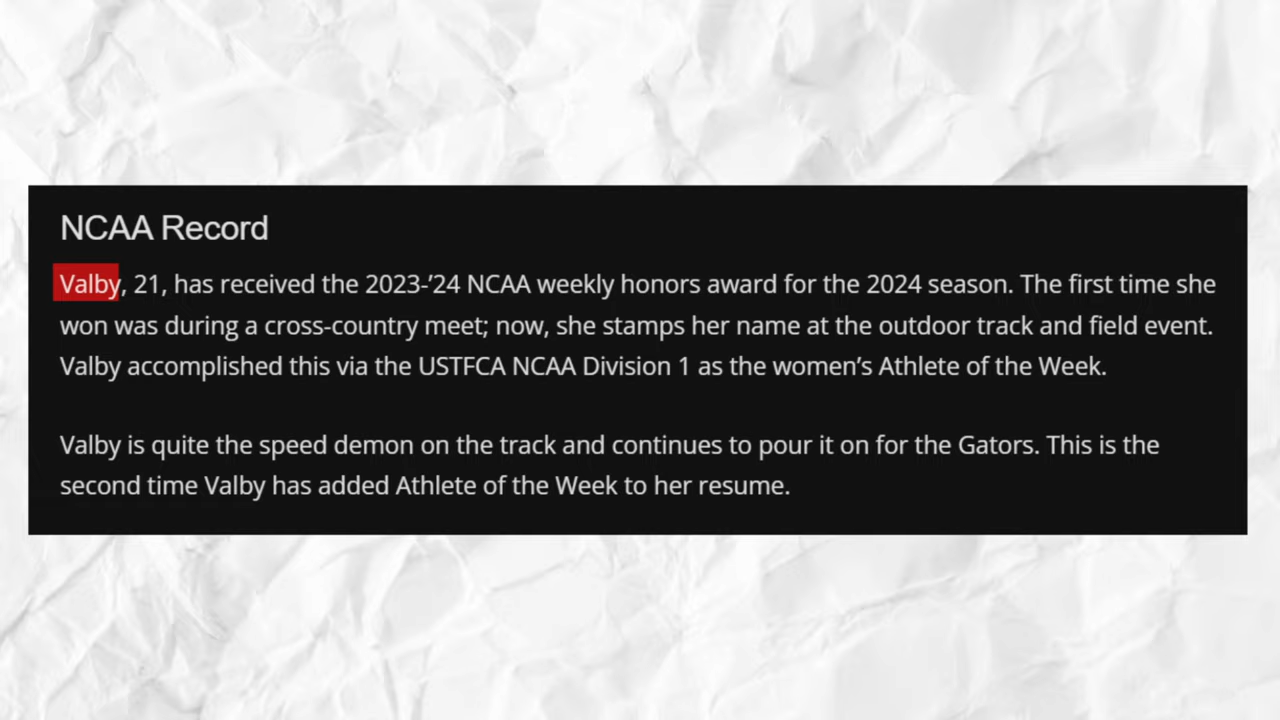 NCAA Record
Valby, 21, has received the 2023-’24 NCAA weekly honors award for the 2024 season. The first time she
won was during a cross-country meet; now, she stamps her name at the outdoor track and field event.
Valby accomplished this via the USTFCA NCAA Division 1 as the women’s Athlete of the Week.
Valby is quite the speed demon on the track and continues to pour it on for the Gators. This is the
second time Valby has added Athlete of the Week to her resume.